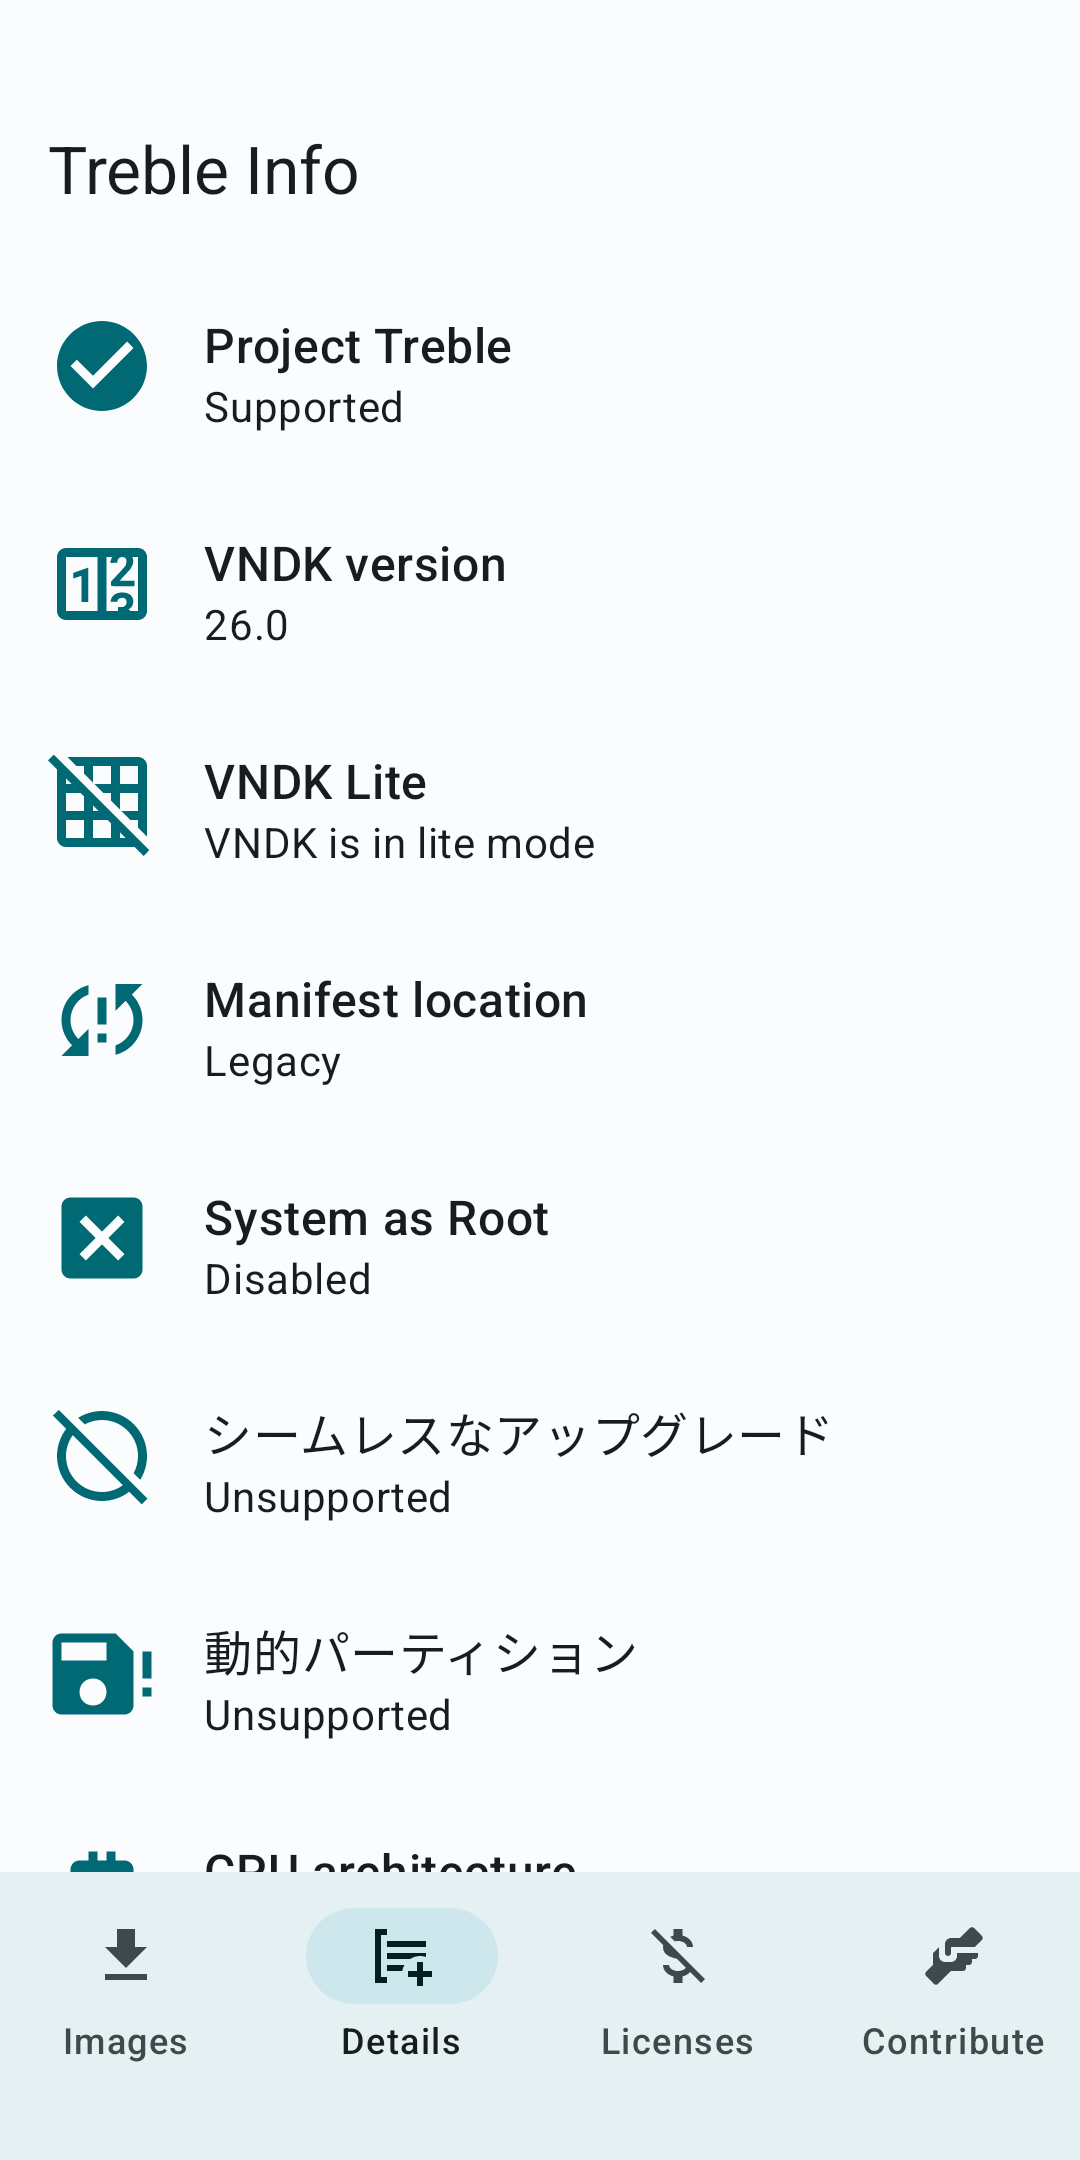 Treble Info
Project Treble
Supported
VNDK version
26.0
VNDK Lite
VNDK is in lite mode
Manifest location
Legacy
System as Root
Disabled
シームレスなアップグレード
Unsupported
動的パーティション
Unsupported
CPU architecture
Images
Details
Licenses
Contribute